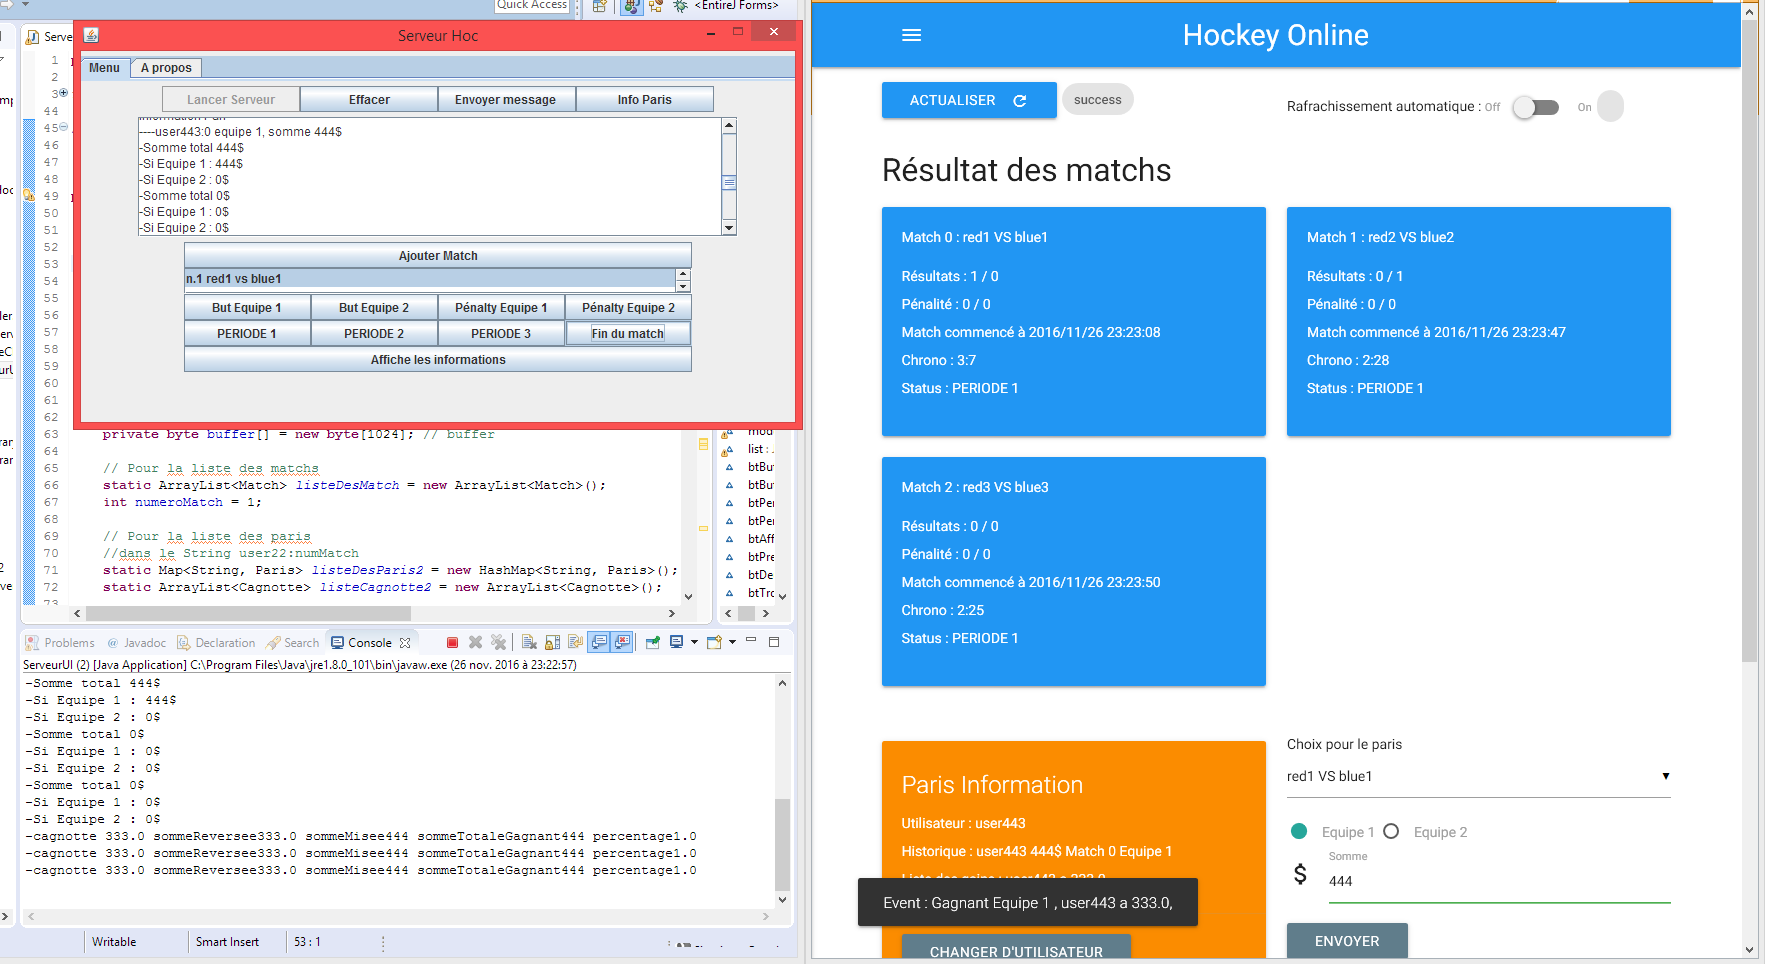 Quick Access
<EntireJ Forms>
Serve
Serveur Hoc
Menu
A propos
Lancer Serveur
Effacer
Envoyer message
Info Paris
----user443:0 equipe 1, somme 444$
-Somme total 444$
-Si Equipe 1 : 444$
-Si Equipe 2 : 0$
-Somme total 0$
-Si Equipe 1 : 0$
-Si Equipe 2 : 0$
Ajouter Match
n.1 red1 vs blue1
But Equipe 1
But Equipe 2
Pénalty Equipe 1
Pénalty Equipe 2
PERIODE 1
PERIODE 2
PERIODE 3
Fin du match
Affiche les informations
1
2
3
44
45
46
47
48
49
50
51
52
53
54
55
56
57
58
59
60
61
62
63 private byte buffer[] = new byte[1024]; // buffer
64
65 // Pour la liste des matchs
66 static ArrayList<Match> listeDesMatch = new ArrayList<Match>();
67 int numeroMatch = 1;
68
69 // Pour la liste des paris
70 //dans le String user22:numMatch
71 static Map<String, Paris> listeDesParis2 = new HashMap<String, Paris>();
72 static ArrayList<Cagnotte> listeCagnotte2 = new ArrayList<Cagnotte>();
73
mod
list : .
btBu
btBu
btPer
btPer
btAff
btPre
btDe
btTro
Problems
@ Javadoc
Declaration
Search
Console
ServeurUI (2) [Java Application] C:\Program Files\Java\jre1.8.0_101\bin\javaw.exe (26 nov. 2016 à 23:22:57)
-Somme total 444$
-Si Equipe 1 : 444$
-Si Equipe 2 : 0$
-Somme total 0$
-Si Equipe 1 : 0$
-Si Equipe 2 : 0$
-Somme total 0$
-Si Equipe 1 : 0$
-Si Equipe 2 : 0$
-cagnotte 333.0 sommeReversee333.0 sommeMisee444 sommeTotaleGagnant444 percentage1.0
-cagnotte 333.0 sommeReversee333.0 sommeMisee444 sommeTotaleGagnant444 percentage1.0
-cagnotte 333.0 sommeReversee333.0 sommeMisee444 sommeTotaleGagnant444 percentage1.0
Writable
Smart Insert
53 : 1
Hockey Online
ACTUALISER
success
Rafrachissement automatique : Off
On
Résultat des matchs
Match 0 : red1 VS blue1
Résultats : 1 / 0
Pénalité : 0 / 0
Match commencé à 2016/11/26 23:23:08
Chrono : 3:7
Status : PERIODE 1
Match 1 : red2 VS blue2
Résultats : 0 / 1
Pénalité : 0 / 0
Match commencé à 2016/11/26 23:23:47
Chrono : 2:28
Status : PERIODE 1
Match 2 : red3 VS blue3
Résultats : 0 / 0
Pénalité : 0 / 0
Match commencé à 2016/11/26 23:23:50
Chrono : 2:25
Status : PERIODE 1
Paris Information
Utilisateur : user443
Historique : user443 444$ Match 0 Equipe 1
Event : Gagnant Equipe 1 , user443 a 333.0,
CHANGER D'UTILISATEUR
Choix pour le paris
red1 VS blue1
Equipe 1
Equipe 2
Somme
$ 444
ENVOYER